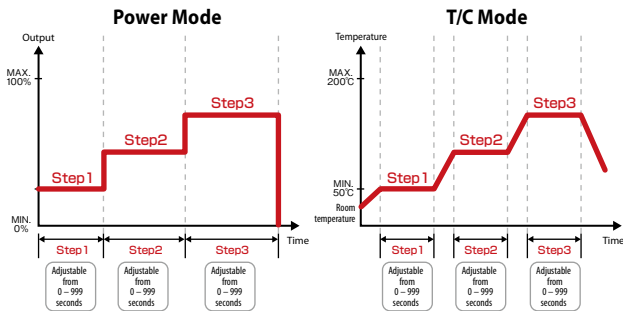 Power Mode
Output
MAX.
100%
Step3
Step2
Step1
MIN.
0%
Time
Step1
Step2
Step3
Adjustable
from
0 – 999
seconds
Adjustable
from
0 – 999
seconds
Adjustable
from
0 – 999
seconds
T/C Mode
Temperature
MAX.
200℃
Step3
Step2
Step1
MIN.
50℃
Room
temperature
Time
Step1
Step2
Step3
Adjustable
from
0 – 999
seconds
Adjustable
from
0 – 999
seconds
Adjustable
from
0 – 999
seconds